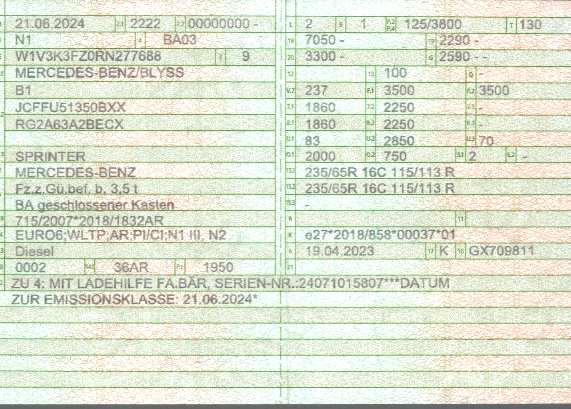 21.06.2024 2222 00000000 - 2 1 125/3800 130
N1 BA03 7050 - 2290 -
W1V3K3FZ0RN277688 9 3300 - 2590 - -
MERCEDES-BENZ/BLYSS 100 -
B1 237 3500 3500
JCFFU51350BXX 1860 2250 -
RG2A63A2BECX 1860 2250 -
83 2850 70
SPRINTER 2000 750 2 -
MERCEDES-BENZ 235/65R 16C 115/113 R
Fz.z.Gü.bef. b. 3,5 t 235/65R 16C 115/113 R
BA geschlossener Kasten -
715/2007*2018/1832AR
EURO6;WLTP;AR;PI/CI;N1 III, N2 e27*2018/858*00037*01
Diesel 19.04.2023 K GX709811
0002 36AR 1950
ZU 4: MIT LADEHILFE FA.BÄR, SERIEN-NR.:24071015807***DATUM
ZUR EMISSIONSKLASSE: 21.06.2024*